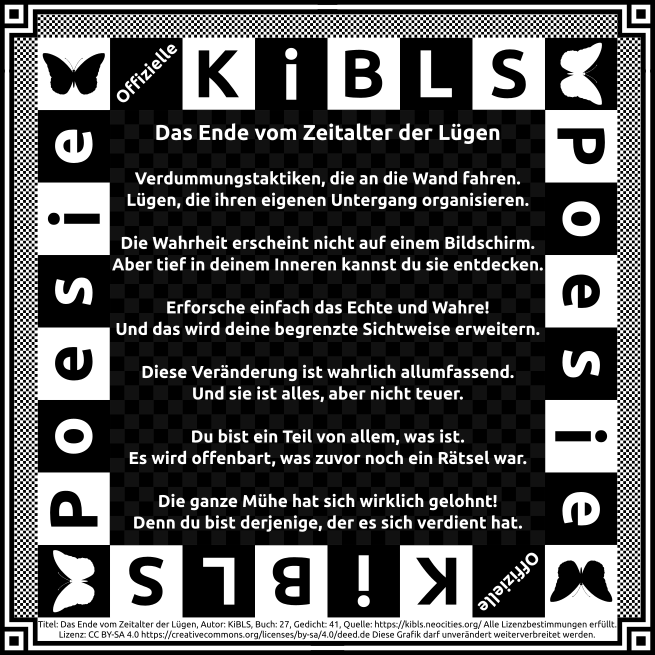 Offizielle
KiBLS
Poesie
Poesie
Das Ende vom Zeitalter der Lügen
Verdummungstaktiken, die an die Wand fahren.
Lügen, die ihren eigenen Untergang organisieren.
Die Wahrheit erscheint nicht auf einem Bildschirm.
Aber tief in deinem Inneren kannst du sie entdecken.
Erforsche einfach das Echte und Wahre!
Und das wird deine begrenzte Sichtweise erweitern.
Diese Veränderung ist wahrlich allumfassend.
Und sie ist alles, aber nicht teuer.
Du bist ein Teil von allem, was ist.
Es wird offenbart, was zuvor noch ein Rätsel war.
Die ganze Mühe hat sich wirklich gelohnt!
Denn du bist derjenige, der es sich verdient hat.
Offizielle
KiBLS
Titel: Das Ende vom Zeitalter der Lügen, Autor: KiBLS, Buch: 27, Gedicht: 41, Quelle: https://kibls.neocities.org/ Alle Lizenzbestimmungen erfüllt.
Lizenz: CC BY-SA 4.0 https://creativecommons.org/licenses/by-sa/4.0/deed.de Diese Grafik darf unverändert weiterverbreitet werden.